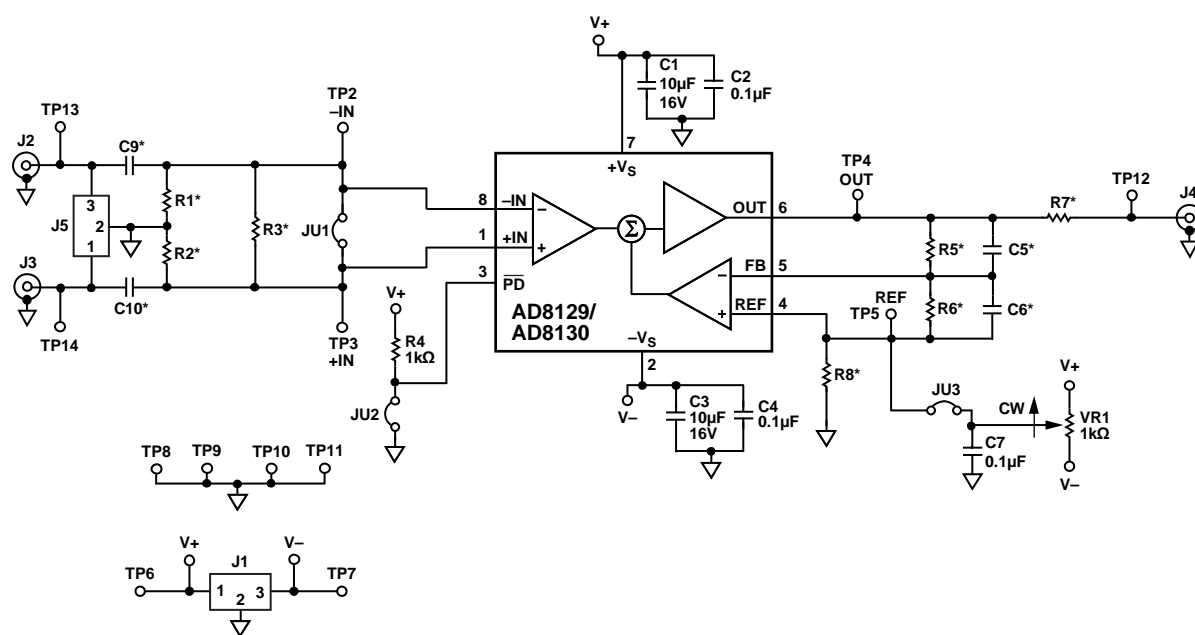 V+
C1
10µF
16V
C2
0.1µF
7
+VS
TP13
TP2
–IN
J2
C9*
3
R1*
J5
2
R3*
JU1
1
R2*
J3
C10*
TP14
TP3
+IN
8
–IN
–
1
+IN
+
3
PD
Σ
OUT
6
FB
5
–
REF
4
+
AD8129/
AD8130
–VS
2
TP4
OUT
TP12
J4
R7*
R5*
C5*
R6*
C6*
REF
TP5
R8*
V+
R4
1kΩ
JU2
V–
C3
10µF
16V
C4
0.1µF
JU3
CW
V+
VR1
1kΩ
V–
C7
0.1µF
TP8
TP9
TP10
TP11
V+
J1
V–
TP6
1
2
3
TP7